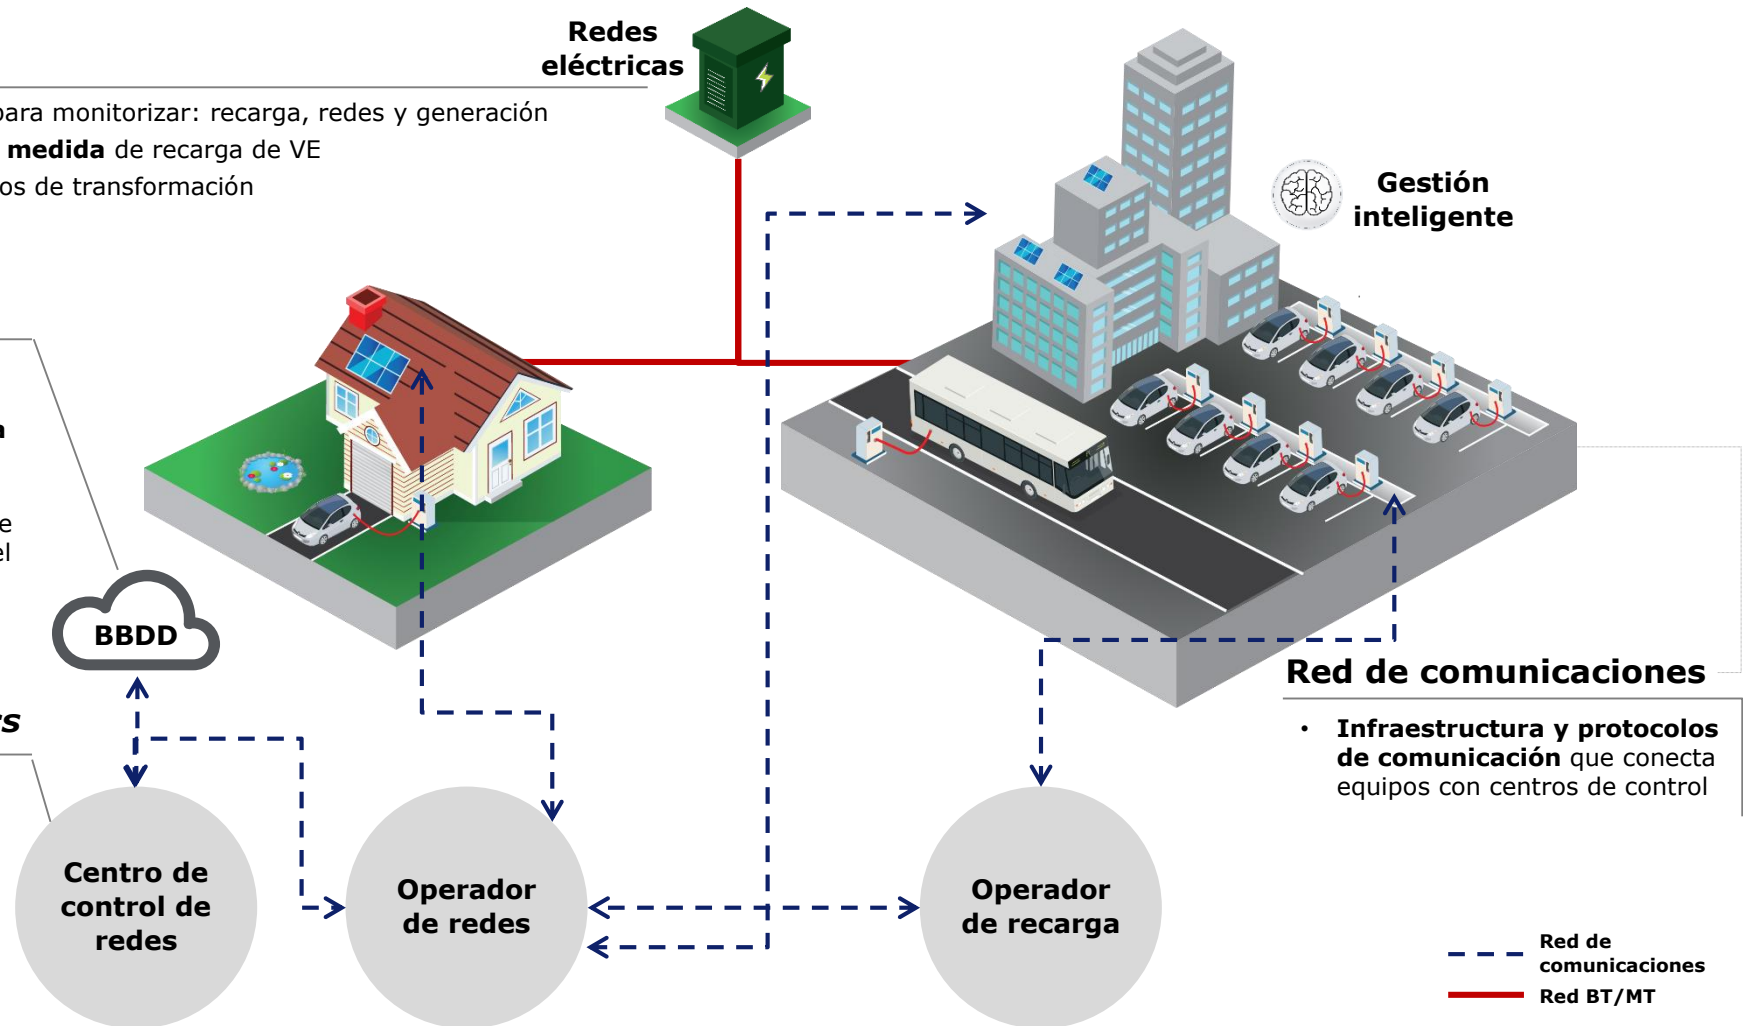 Redes
eléctricas
para monitorizar: recarga, redes y generación
medida de recarga de VE
os de transformación
Gestión
inteligente
a
e
el
BBDD
rs
Red de comunicaciones
• Infraestructura y protocolos
de comunicación que conecta
equipos con centros de control
Centro de
control de
redes
Operador
de redes
Operador
de recarga
Red de
comunicaciones
Red BT/MT